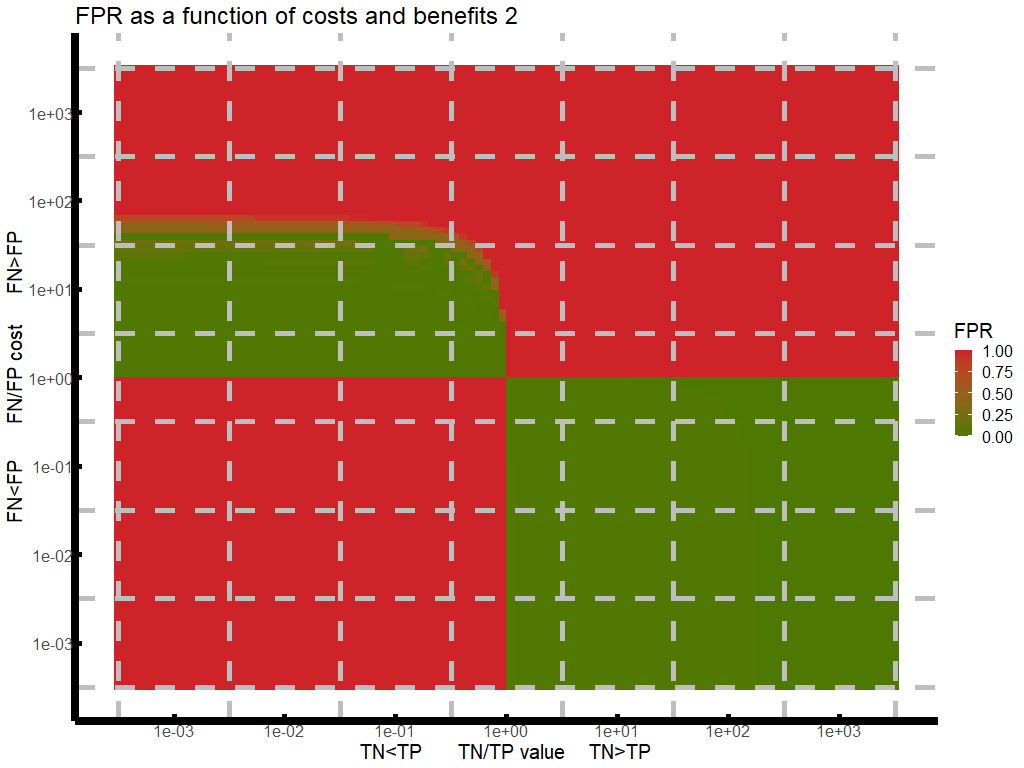 FPR as a function of costs and benefits 2
1e+03
1e+02
1e+01
1e+00
1e-01
1e-02
1e-03
FN<FP FN/FP cost FN>FP
1e-03 1e-02 1e-01 1e+00 1e+01 1e+02 1e+03
TN<TP TN/TP value TN>TP
FPR
1.00
0.75
0.50
0.25
0.00